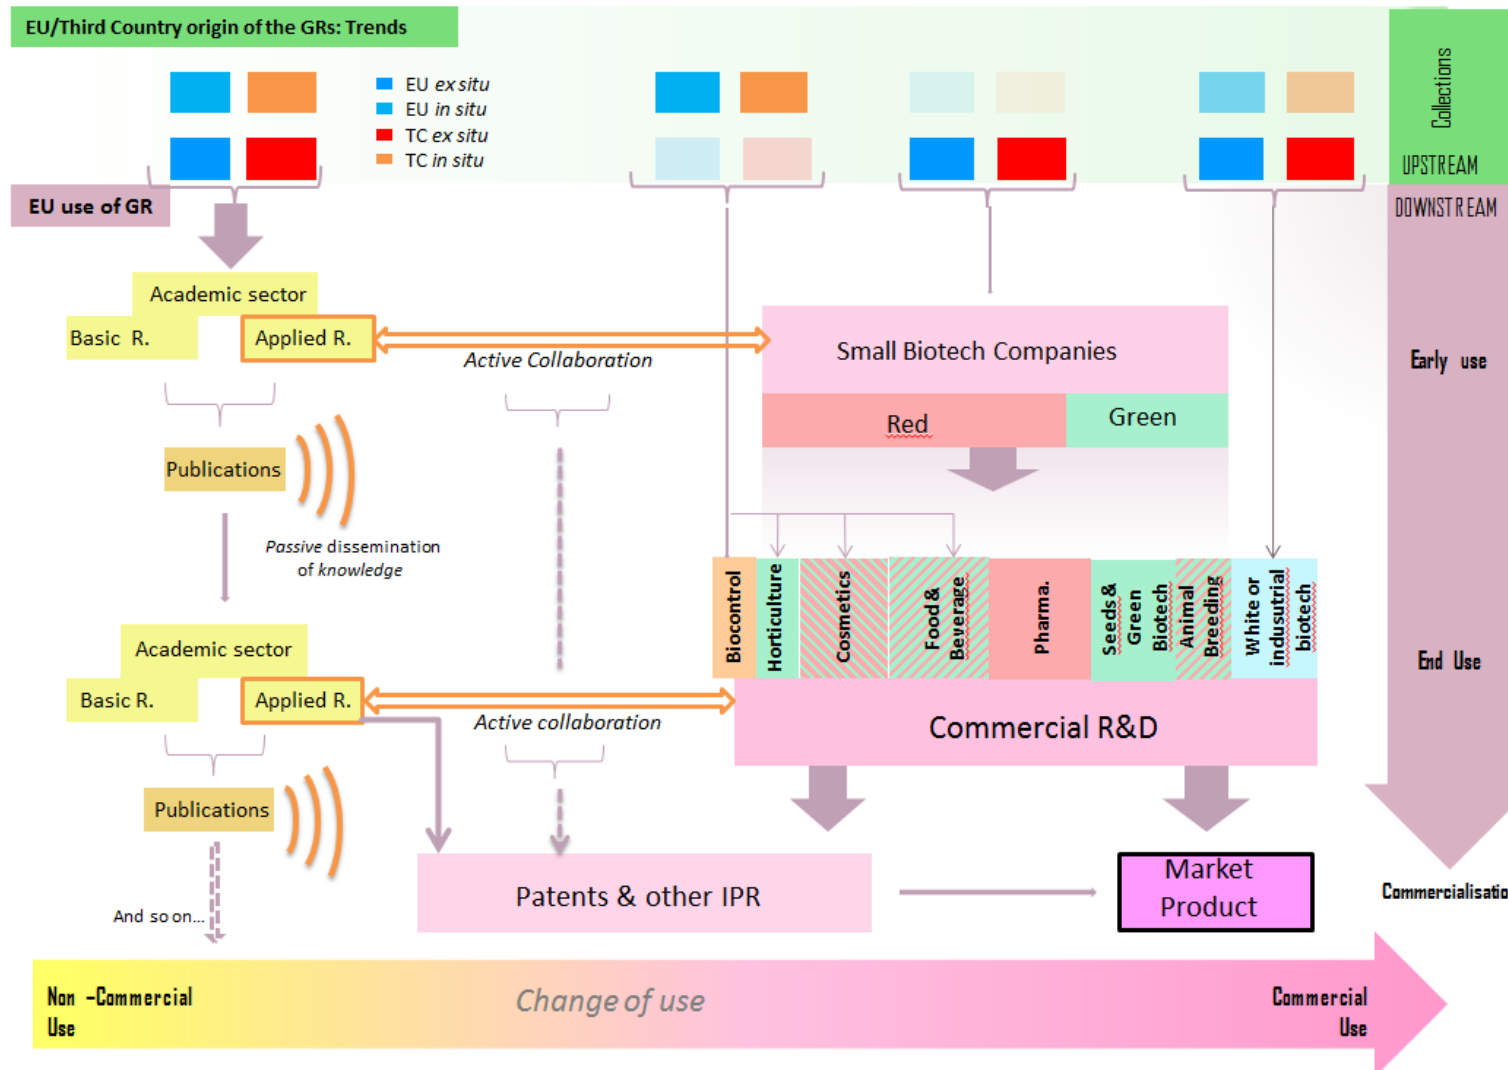 EU/Third Country origin of the GRs: Trends
EU ex situ
EU in situ
TC ex situ
TC in situ
Collections
UPSTREAM
EU use of GR
DOWNSTREAM
Academic sector
Basic R.
Applied R.
Active Collaboration
Small Biotech Companies
Early use
Red
Green
Publications
Passive dissemination
of knowledge
Biocontrol
Horticulture
Cosmetics
Food &
Beverage
Pharma.
Seeds &
Green
Biotech
Animal
Breeding
White or
indusutrial
biotech
Academic sector
Basic R.
Applied R.
Active collaboration
End Use
Commercial R&D
Publications
Patents & other IPR
Market
Product
Commercialisatio
And so on...
Non -Commercial
Use
Change of use
Commercial
Use